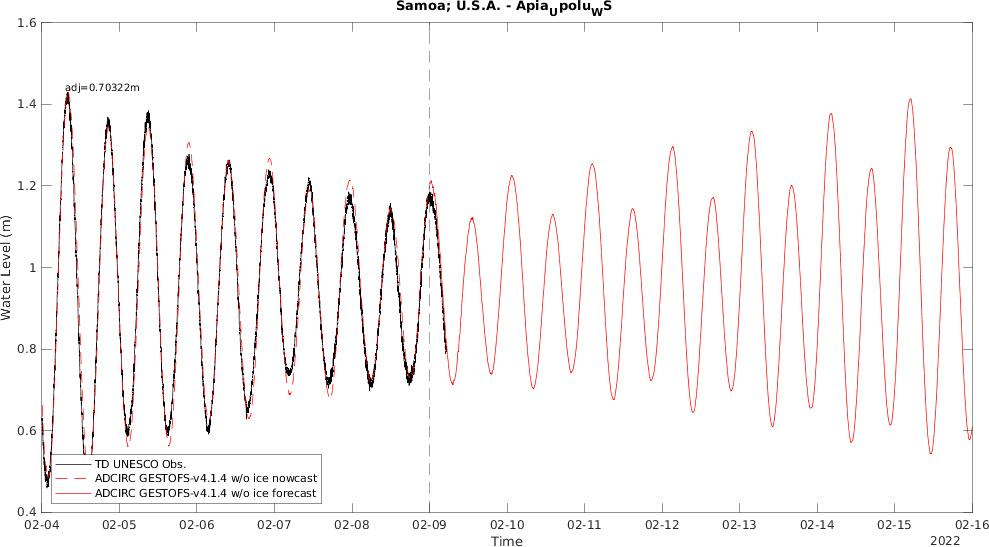 Samoa; U.S.A. - ApiaUpoluWS
1.6
1.4
1.2
1
0.8
0.6
0.4
Water Level (m)
adj=0.70322m
TD UNESCO Obs.
ADCIRC GESTOFS-v4.1.4 w/o ice nowcast
ADCIRC GESTOFS-v4.1.4 w/o ice forecast
02-04 02-05 02-06 02-07 02-08 02-09 02-10 02-11 02-12 02-13 02-14 02-15 02-16
Time
2022